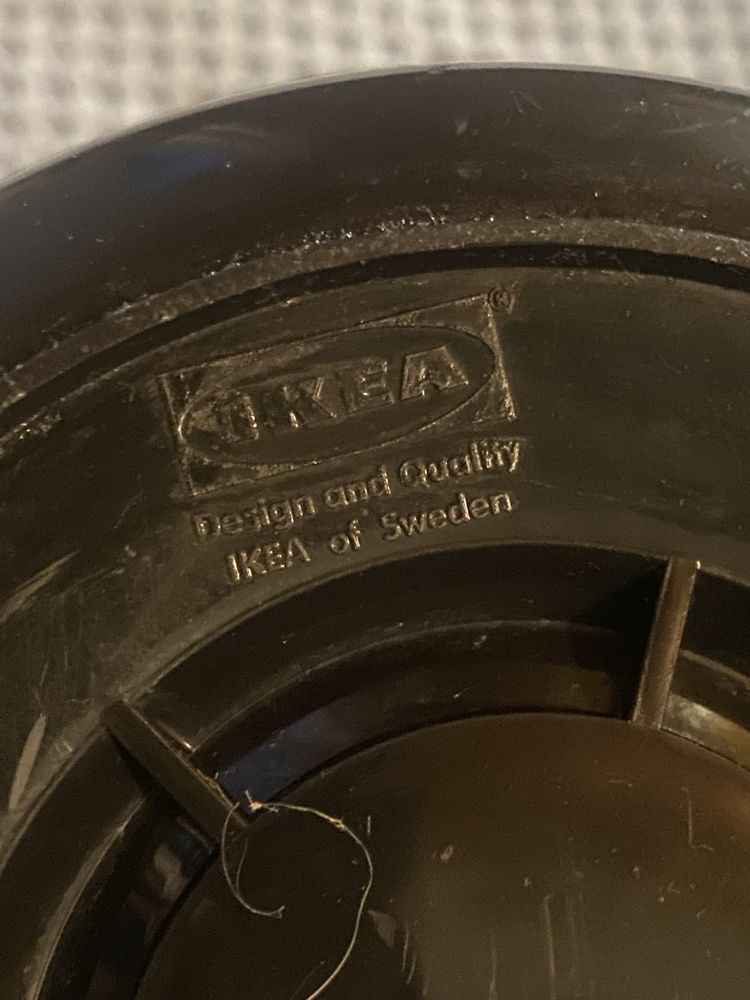 IKEA®
Design and Quality
IKEA of Sweden